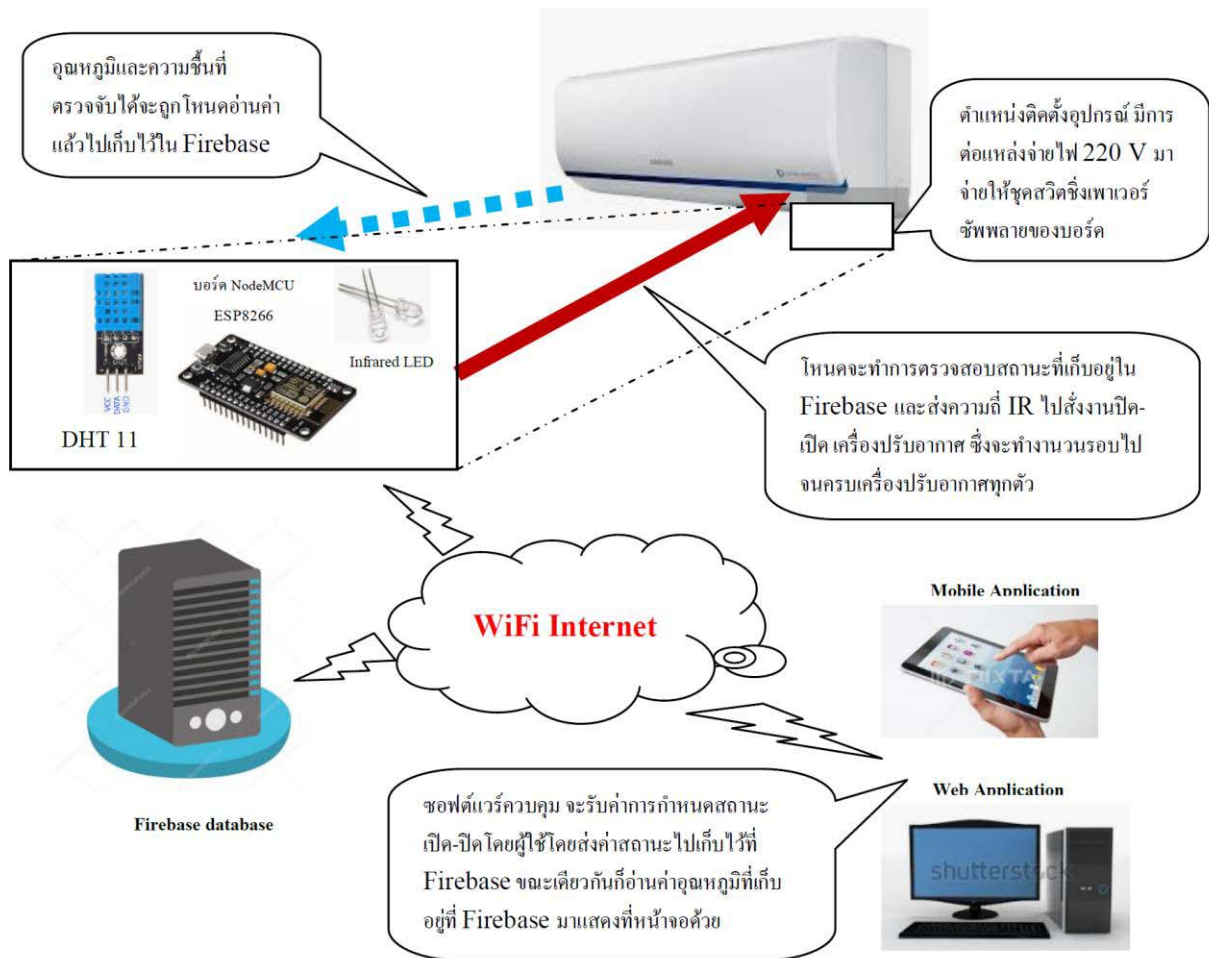 อุณหภูมิและความชื้นที่
ตรวจจับได้จะถูกโหนดอ่านค่า
แล้วไปเก็บไว้ใน Firebase
SAMSUNG
ตำแหน่งติดตั้งอุปกรณ์ มีการ
ต่อแหล่งจ่ายไฟ 220 V มา
จ่ายให้ชุดสวิตชิ่งเพาเวอร์
ซัพพลายของบอร์ด
บอร์ด NodeMCU
ESP8266
Infrared LED
VCC
DATA
GND
DHT 11
โหนดจะทำการตรวจสอบสถานะที่เก็บอยู่ใน
Firebase และส่งความถี่ IR ไปสั่งงานปิด-
เปิด เครื่องปรับอากาศ ซึ่งจะทำงานวนรอบไป
จนครบเครื่องปรับอากาศทุกตัว
WiFi Internet
Mobile Application
Firebase database
ซอฟต์แวร์ควบคุม จะรับค่าการกำหนดสถานะ
เปิด-ปิดโดยผู้ใช้โดยส่งค่าสถานะไปเก็บไว้ที่
Firebase ขณะเดียวกันก็อ่านค่าอุณหภูมิที่เก็บ
อยู่ที่ Firebase มาแสดงที่หน้าจอด้วย
Web Application
shutterstock